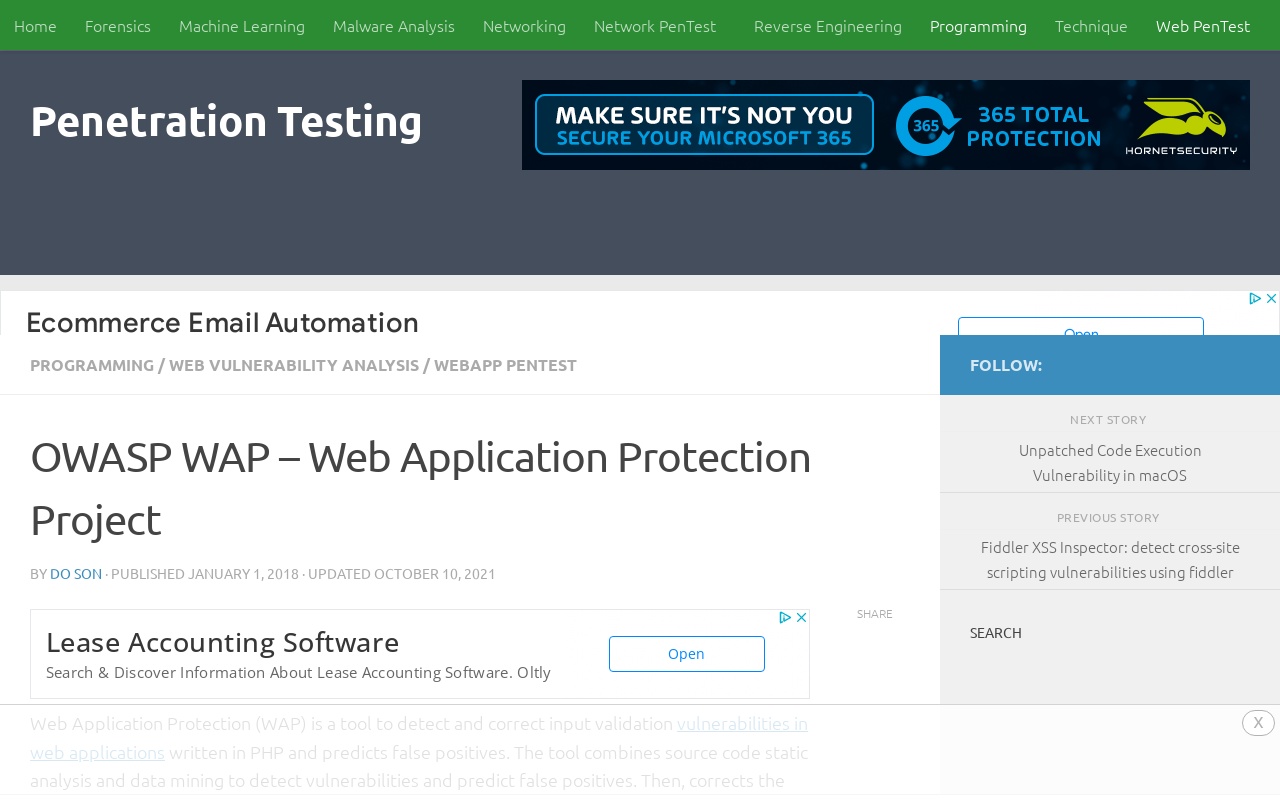 Home Forensics Machine Learning Malware Analysis Networking Network PenTest Reverse Engineering Programming Technique Web PenTest
Penetration Testing
MAKE SURE IT'S NOT YOU
SECURE YOUR MICROSOFT 365
365
365 TOTAL
PROTECTION
HORNETSECURITY
Ecommerce Email Automation
Open
PROGRAMMING / WEB VULNERABILITY ANALYSIS / WEBAPP PENTEST
FOLLOW:
OWASP WAP – Web Application Protection
Project
BY DO SON · PUBLISHED JANUARY 1, 2018 · UPDATED OCTOBER 10, 2021
NEXT STORY
Unpatched Code Execution
Vulnerability in macOS
PREVIOUS STORY
Fiddler XSS Inspector: detect cross-site
scripting vulnerabilities using fiddler
SHARE
SEARCH
Lease Accounting Software
Search & Discover Information About Lease Accounting Software. Oltly
Open
Web Application Protection (WAP) is a tool to detect and correct input validation vulnerabilities in
web applications written in PHP and predicts false positives. The tool combines source code static
analysis and data mining to detect vulnerabilities and predict false positives. Then, corrects the
X